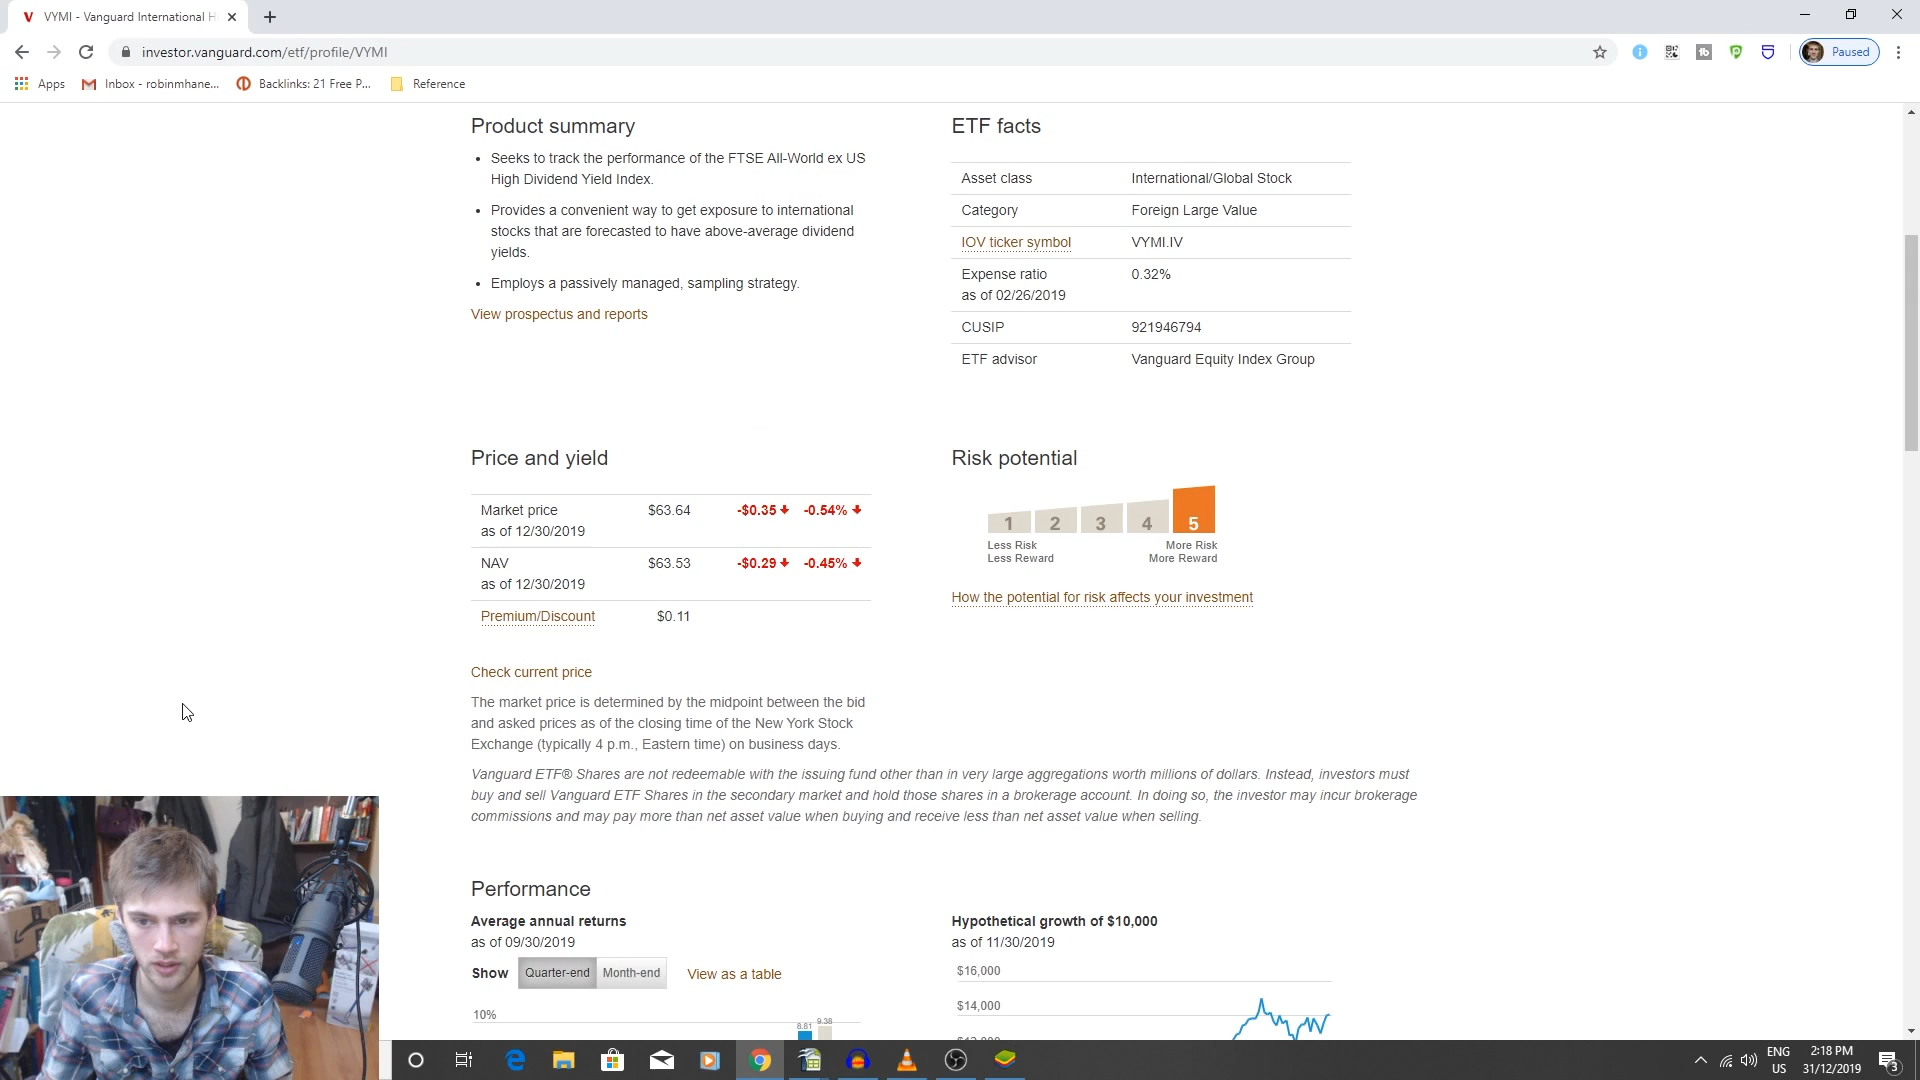 VYMI - Vanguard International H
investor.vanguard.com/etf/profile/VYMI
Paused
Apps
Inbox - robinmhane...
Backlinks: 21 Free P...
Reference
Product summary
• Seeks to track the performance of the FTSE All-World ex US
High Dividend Yield Index.
• Provides a convenient way to get exposure to international
stocks that are forecasted to have above-average dividend
yields.
• Employs a passively managed, sampling strategy.
View prospectus and reports
ETF facts
Asset class International/Global Stock
Category Foreign Large Value
IOV ticker symbol VYMI.IV
Expense ratio 0.32%
as of 02/26/2019
CUSIP 921946794
ETF advisor Vanguard Equity Index Group
Price and yield
Market price $63.64 -$0.35 -0.54%
as of 12/30/2019
NAV $63.53 -$0.29 -0.45%
as of 12/30/2019
Premium/Discount $0.11
Check current price
The market price is determined by the midpoint between the bid
and asked prices as of the closing time of the New York Stock
Exchange (typically 4 p.m., Eastern time) on business days.
Risk potential
1 2 3 4 5
Less Risk More Risk
Less Reward More Reward
How the potential for risk affects your investment
Vanguard ETF® Shares are not redeemable with the issuing fund other than in very large aggregations worth millions of dollars. Instead, investors must
buy and sell Vanguard ETF Shares in the secondary market and hold those shares in a brokerage account. In doing so, the investor may incur brokerage
commissions and may pay more than net asset value when buying and receive less than net asset value when selling.
Performance
Average annual returns
as of 09/30/2019
Show Quarter-end Month-end View as a table
10%
8.81 9.38
Hypothetical growth of $10,000
as of 11/30/2019
$16,000
$14,000
ENG
US
2:18 PM
31/12/2019
3